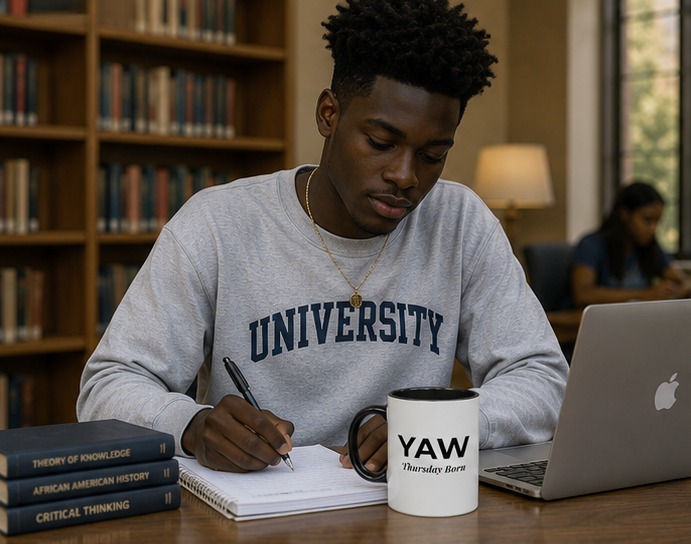 UNIVERSITY
YAW
Thursday Born
THEORY OF KNOWLEDGE
AFRICAN AMERICAN HISTORY
CRITICAL THINKING